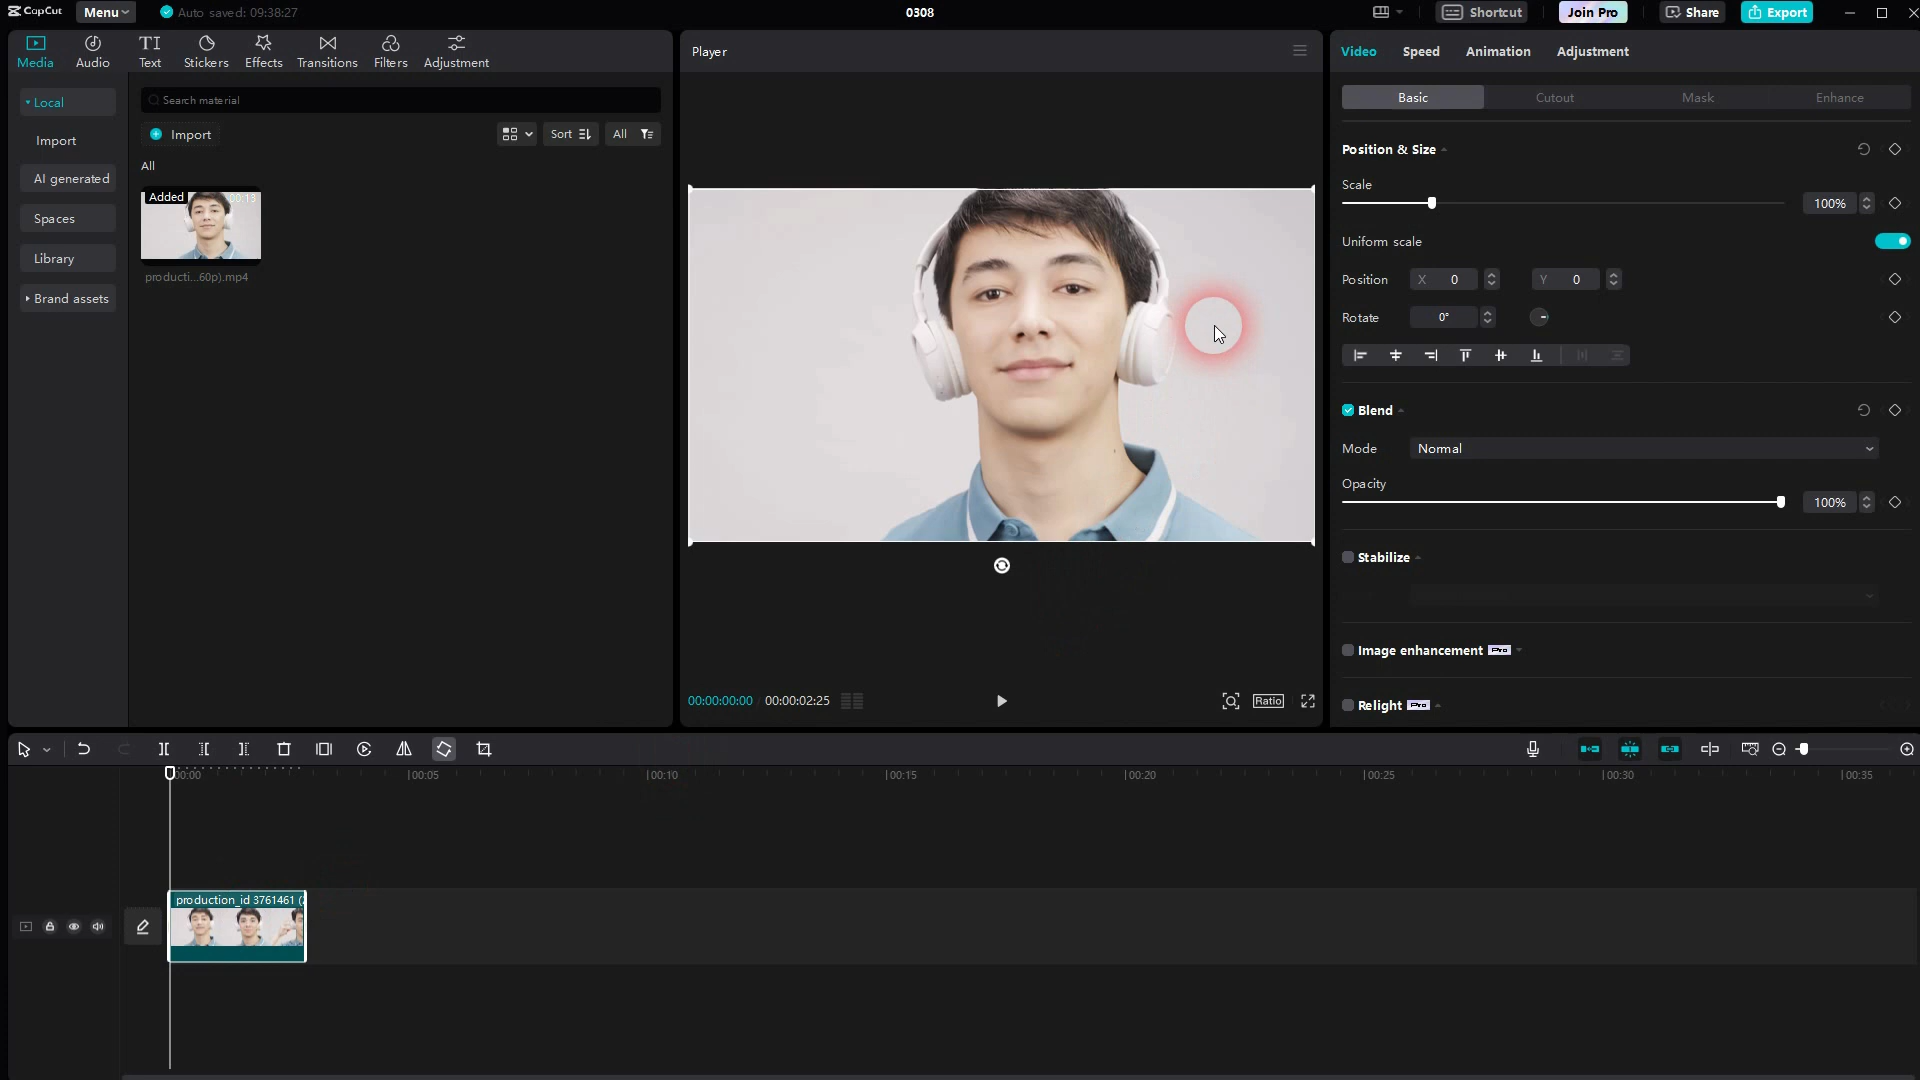 CapCut
Menu
Auto saved: 09:38:27
0308
Shortcut
Join Pro
Share
Export
Media
Audio
Text
Stickers
Effects
Transitions
Filters
Adjustment
Local
Import
AI generated
Spaces
Library
Brand assets
Search material
Import
Sort
All
All
Added
00:13
producti...60p).mp4
Player
00:00:00:00
00:00:02:25
Ratio
Video
Speed
Animation
Adjustment
Basic
Cutout
Mask
Enhance
Position & Size
Scale
100%
Uniform scale
Position
X 0
Y 0
Rotate
0°
Blend
Mode
Normal
Opacity
100%
Stabilize
Image enhancement Pro
Relight Pro
00:00
00:05
00:10
00:15
00:20
00:25
00:30
00:35
production_id 3761461 (